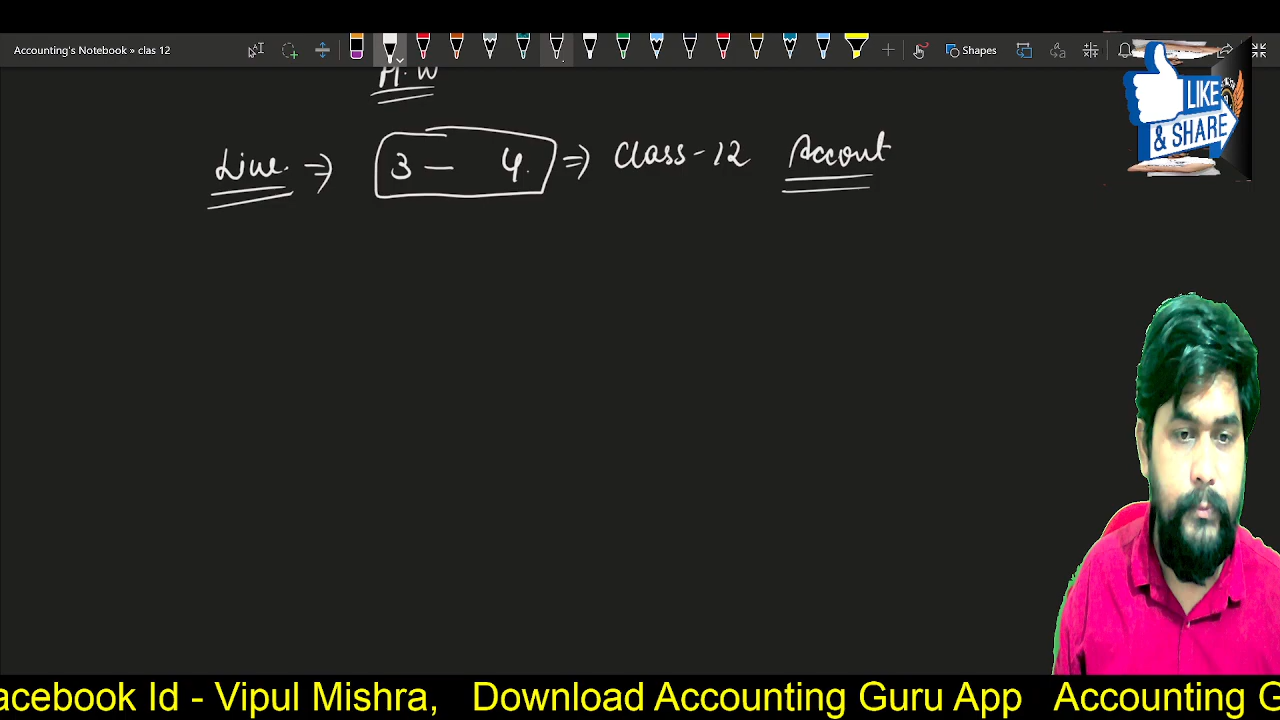 Accounting's Notebook » clas 12
Shapes
LIKE
& SHARE
H.W
Live. => 3 — 4. => Class-12 Accout
acebook Id - Vipul Mishra, Download Accounting Guru App Accounting G